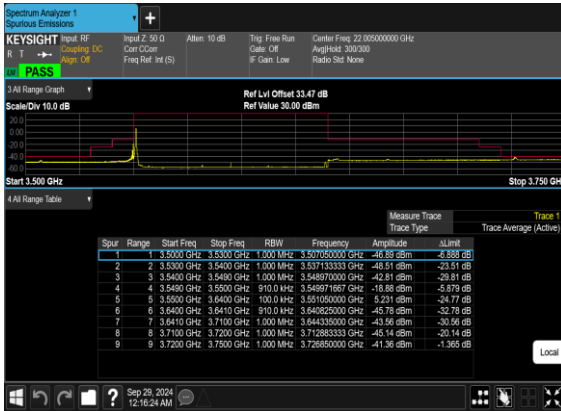 Spectrum Analyzer 1
Spurious Emissions
KEYSIGHT Input: RF Input Z: 50 Ω Atten: 10 dB Trig: Free Run Center Freq: 22.005000000 GHz
R T Coupling: DC Corr CCorr Gate: Off Avg|Hold: 300/300
Align: Off Freq Ref: Int (S) IF Gain: Low Radio Std: None
PASS
3 All Range Graph Ref Lvl Offset 33.47 dB
Scale/Div 10.0 dB Ref Value 30.00 dBm
20.0
0.00
-20.0
-40.0
-60.0
Start 3.500 GHz Stop 3.750 GH
4 All Range Table
Measure Trace Trace 1
Trace Type Trace Average (Active)
Spur Range Start Freq Stop Freq RBW Frequency Amplitude ΔLimit
1 1 3.5000 GHz 3.5300 GHz 1.000 MHz 3.507050000 GHz -46.89 dBm -6.888 dB
2 2 3.5300 GHz 3.5400 GHz 1.000 MHz 3.537133333 GHz -48.51 dBm -23.51 dB
3 3 3.5400 GHz 3.5490 GHz 1.000 MHz 3.548970000 GHz -42.81 dBm -29.81 dB
4 4 3.5490 GHz 3.5500 GHz 910.0 kHz 3.549971667 GHz -18.88 dBm -5.879 dB
5 5 3.5500 GHz 3.6400 GHz 100.0 kHz 3.551050000 GHz 5.231 dBm -24.77 dB
6 6 3.6400 GHz 3.6410 GHz 910.0 kHz 3.640825000 GHz -45.78 dBm -32.78 dB
7 7 3.6410 GHz 3.7100 GHz 1.000 MHz 3.644335000 GHz -43.56 dBm -30.56 dB
8 8 3.7100 GHz 3.7200 GHz 1.000 MHz 3.712883333 GHz -45.14 dBm -20.14 dB
9 9 3.7200 GHz 3.7500 GHz 1.000 MHz 3.726850000 GHz -41.36 dBm -1.365 dB
Local
Sep 29, 2024
12:16:24 AM